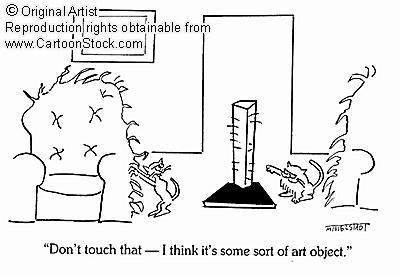 © Original Artist
Reproduction rights obtainable from
www.CartoonStock.com
"Don't touch that — I think it's some sort of art object."